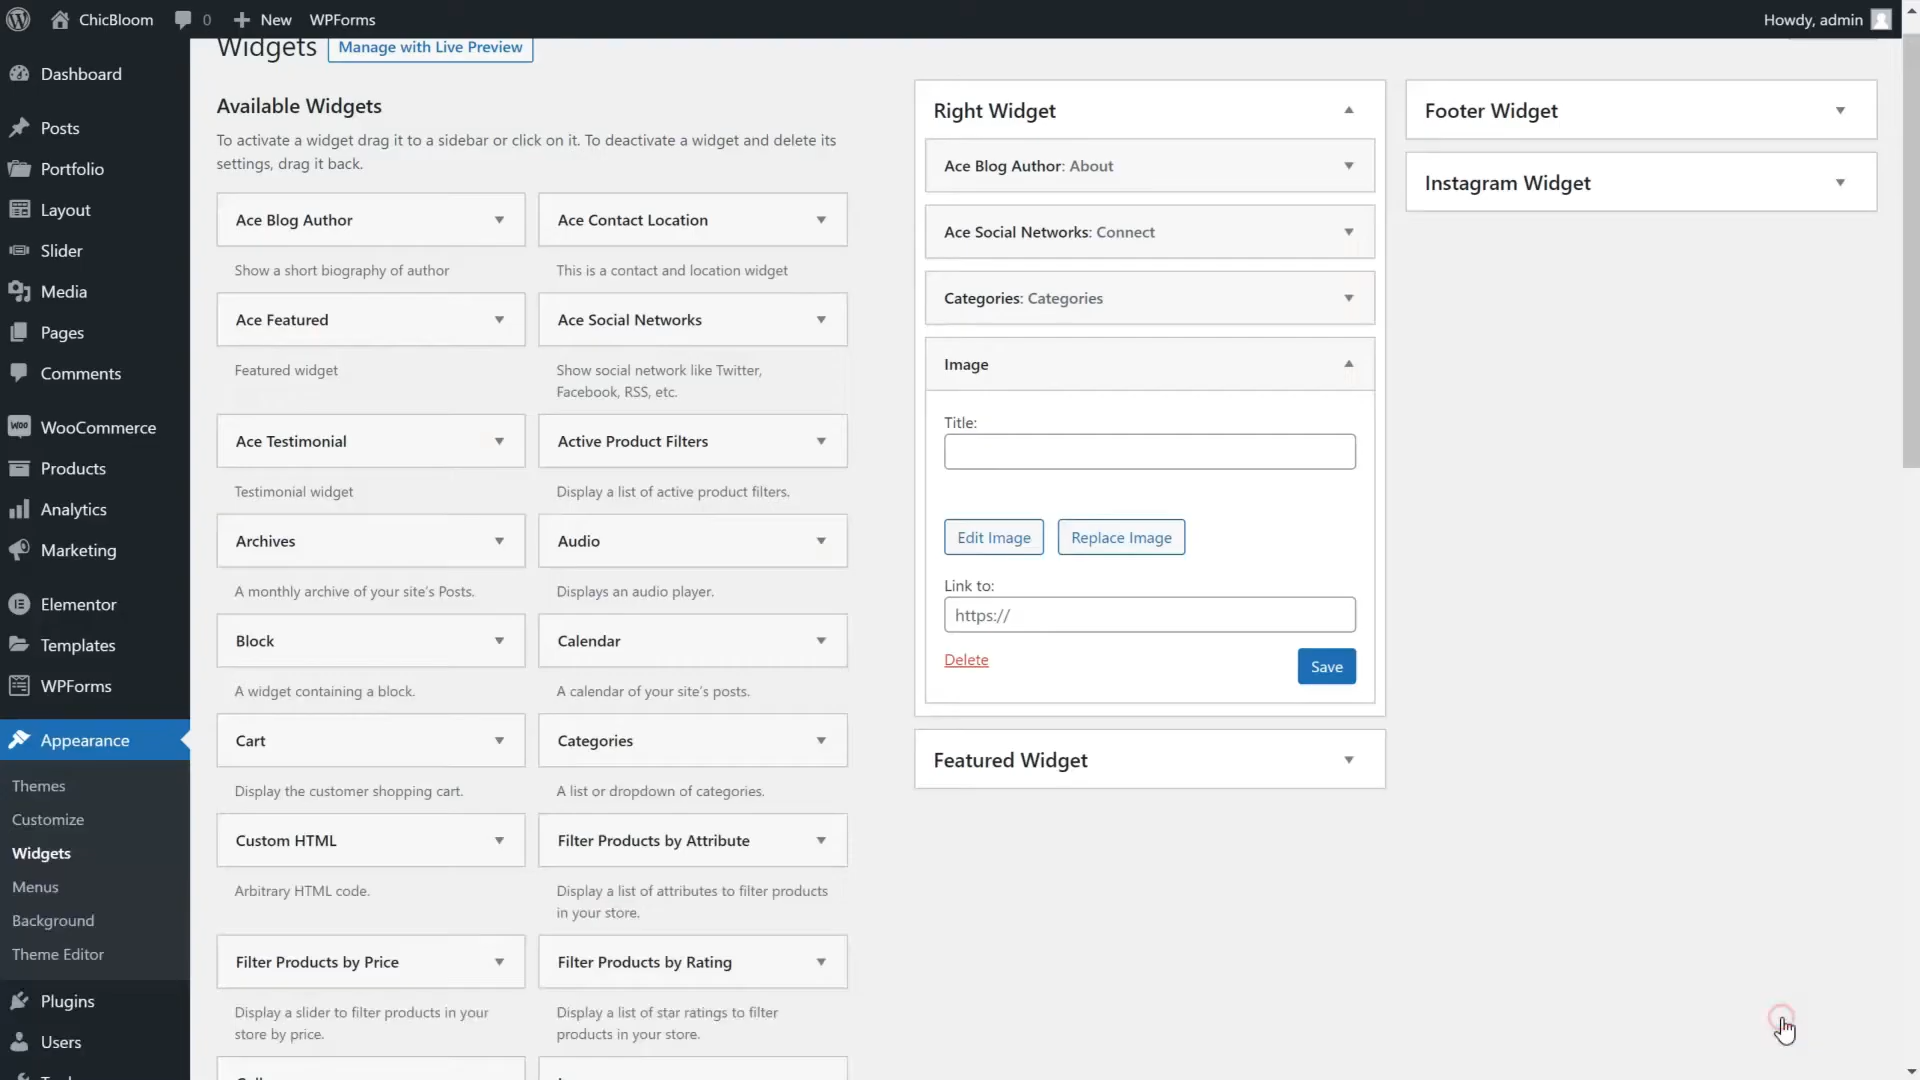 ChicBloom
0
New
WPForms
Howdy, admin
Dashboard
Posts
Portfolio
Layout
Slider
Media
Pages
Comments
Woo
WooCommerce
Products
Analytics
Marketing
Elementor
Templates
WPForms
Appearance
Themes
Customize
Widgets
Menus
Background
Theme Editor
Plugins
Users
Widgets
Manage with Live Preview
Available Widgets
To activate a widget drag it to a sidebar or click on it. To deactivate a widget and delete its
settings, drag it back.
Ace Blog Author
Show a short biography of author
Ace Contact Location
This is a contact and location widget
Ace Featured
Featured widget
Ace Social Networks
Show social network like Twitter,
Facebook, RSS, etc.
Ace Testimonial
Testimonial widget
Active Product Filters
Display a list of active product filters.
Archives
A monthly archive of your site's Posts.
Audio
Displays an audio player.
Block
A widget containing a block.
Calendar
A calendar of your site's posts.
Cart
Display the customer shopping cart.
Categories
A list or dropdown of categories.
Custom HTML
Arbitrary HTML code.
Filter Products by Attribute
Display a list of attributes to filter products
in your store.
Filter Products by Price
Display a slider to filter products in your
store by price.
Filter Products by Rating
Display a list of star ratings to filter
products in your store.
Right Widget
Ace Blog Author: About
Ace Social Networks: Connect
Categories: Categories
Image
Title:
Edit Image
Replace Image
Link to:
https://
Delete
Save
Featured Widget
Footer Widget
Instagram Widget